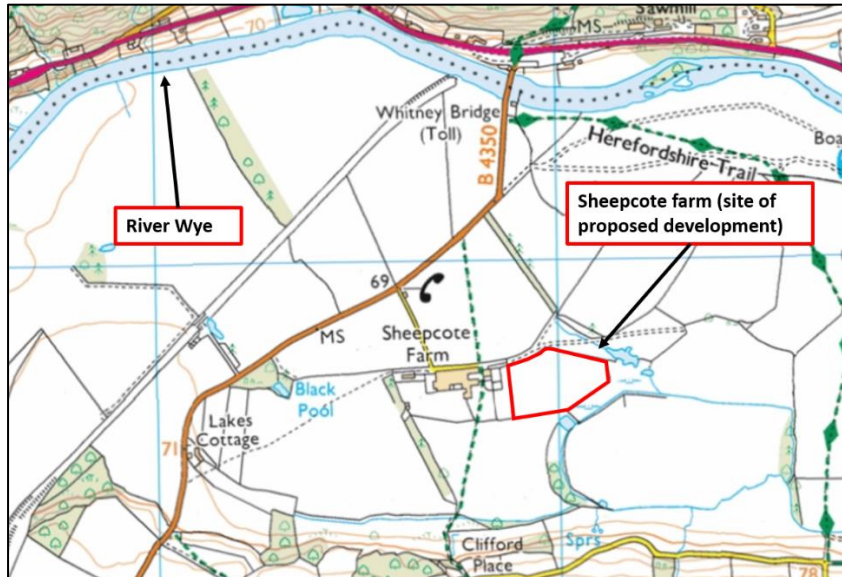 70
MS
Sawmill
Whitney Bridge
(Toll)
B 4350
Herefordshire Trail
Boa
River Wye
Sheepcote farm (site of
proposed development)
69
MS
Sheepcote
Farm
Black
Pool
Lakes
Cottage
71
Sprs
Clifford
Place
78